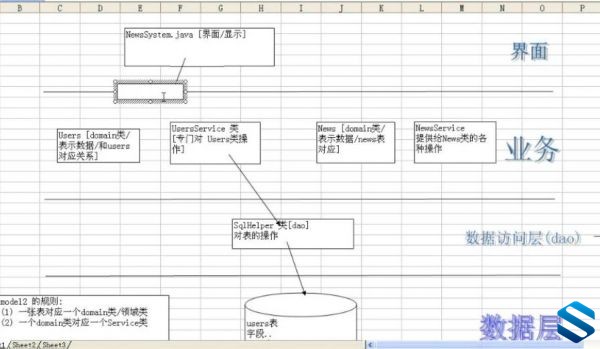 B C D E F G H I J K L M N O P
NewsSystem.java [界面/显示]
界面
Users [domain类/
表示数据/和users
对应关系]
UsersService 类
[专门对 Users类操
作]
News [domain类/
表示数据/news表
对应]
NewsService
提供给News类的各
种操作
业务
SqlHelper 类[dao]
对表的操作
数据访问层(dao)
model2 的规则:
(1) 一张表对应一个domain类/领域类
(2) 一个domain类对应一个Service类
users表
字段..
数据层
Sheet2 Sheet3